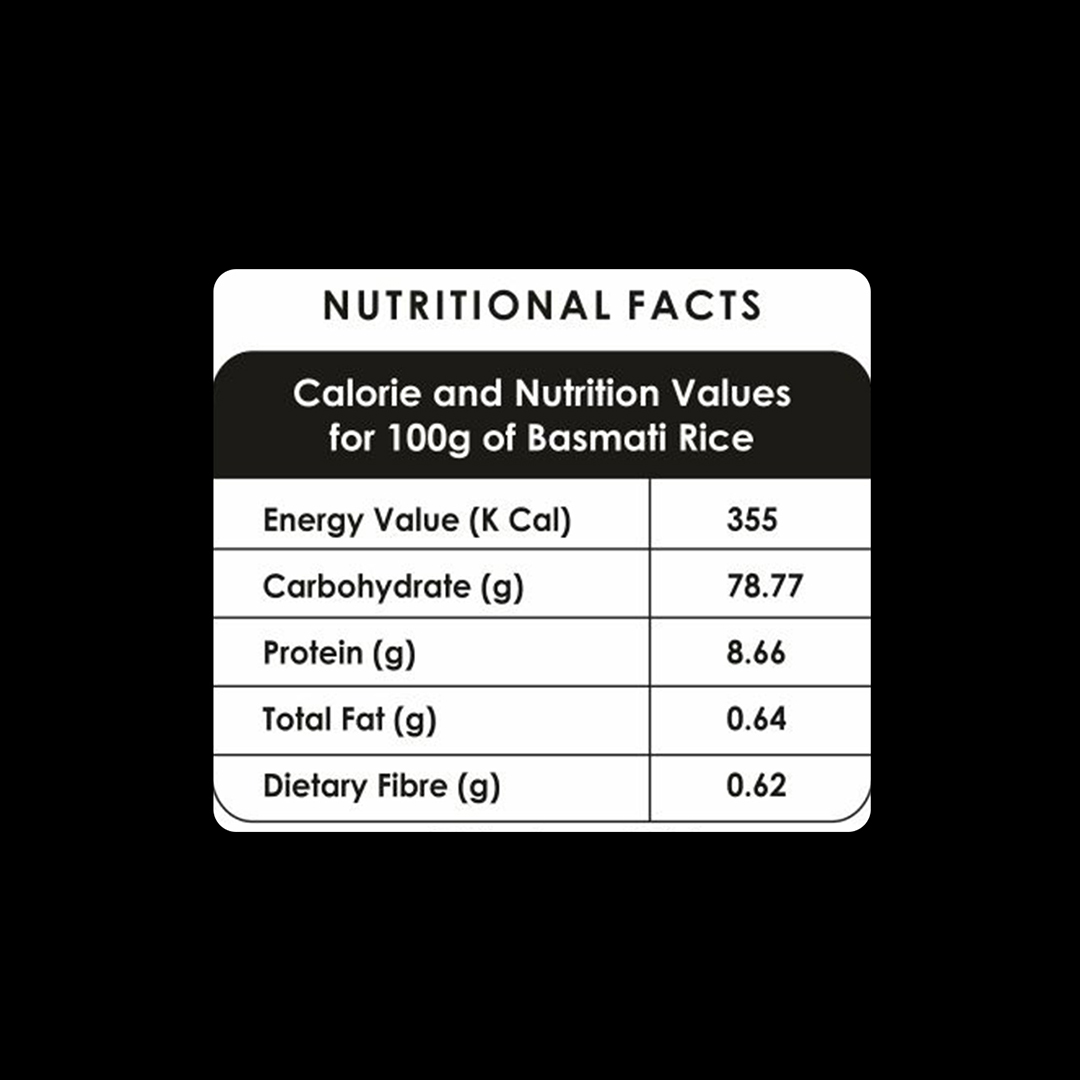 NUTRITIONAL FACTS
Calorie and Nutrition Values
for 100g of Basmati Rice
Energy Value (K Cal) 355
Carbohydrate (g) 78.77
Protein (g) 8.66
Total Fat (g) 0.64
Dietary Fibre (g) 0.62